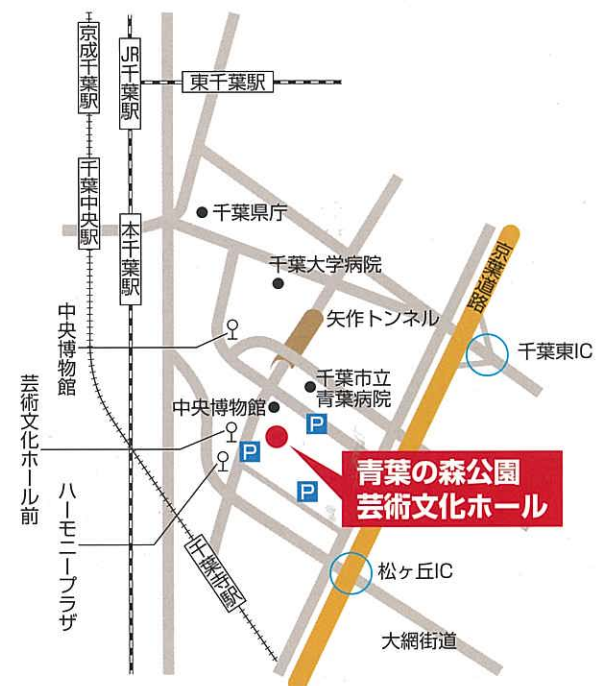 京成千葉駅
JR千葉駅
東千葉駅
千葉中央駅
本千葉駅
千葉県庁
千葉大学病院
京葉道路
矢作トンネル
千葉東IC
中央博物館
千葉市立
青葉病院
中央博物館
P
芸術文化ホール前
P
青葉の森公園
芸術文化ホール
P
ハーモニープラザ
千葉寺駅
松ヶ丘IC
大網街道